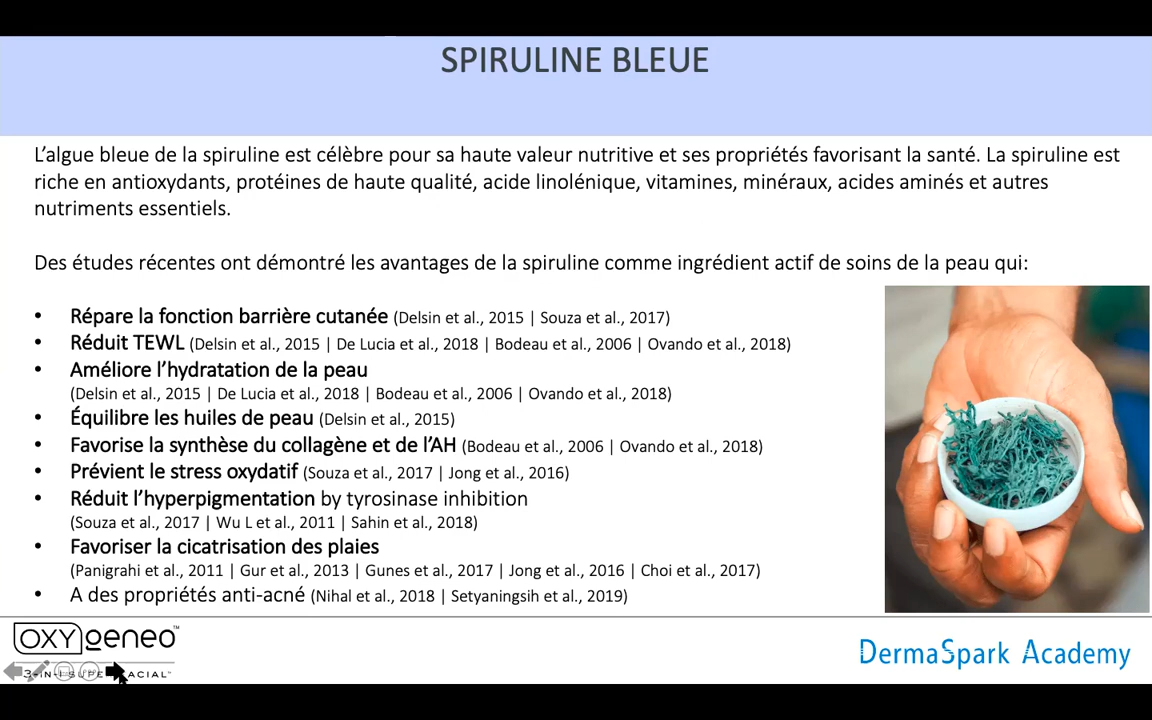 SPIRULINE BLEUE
L’algue bleue de la spiruline est célèbre pour sa haute valeur nutritive et ses propriétés favorisant la santé. La spiruline est
riche en antioxydants, protéines de haute qualité, acide linolénique, vitamines, minéraux, acides aminés et autres
nutriments essentiels.
Des études récentes ont démontré les avantages de la spiruline comme ingrédient actif de soins de la peau qui:
• Répare la fonction barrière cutanée (Delsin et al., 2015 | Souza et al., 2017)
• Réduit TEWL (Delsin et al., 2015 | De Lucia et al., 2018 | Bodeau et al., 2006 | Ovando et al., 2018)
• Améliore l’hydratation de la peau
(Delsin et al., 2015 | De Lucia et al., 2018 | Bodeau et al., 2006 | Ovando et al., 2018)
• Équilibre les huiles de peau (Delsin et al., 2015)
• Favorise la synthèse du collagène et de l’AH (Bodeau et al., 2006 | Ovando et al., 2018)
• Prévient le stress oxydatif (Souza et al., 2017 | Jong et al., 2016)
• Réduit l’hyperpigmentation by tyrosinase inhibition
(Souza et al., 2017 | Wu L et al., 2011 | Sahin et al., 2018)
• Favoriser la cicatrisation des plaies
(Panigrahi et al., 2011 | Gur et al., 2013 | Gunes et al., 2017 | Jong et al., 2016 | Choi et al., 2017)
• A des propriétés anti-acné (Nihal et al., 2018 | Setyaningsih et al., 2019)
OXYgeneo™
3-IN-1
DermaSpark Academy